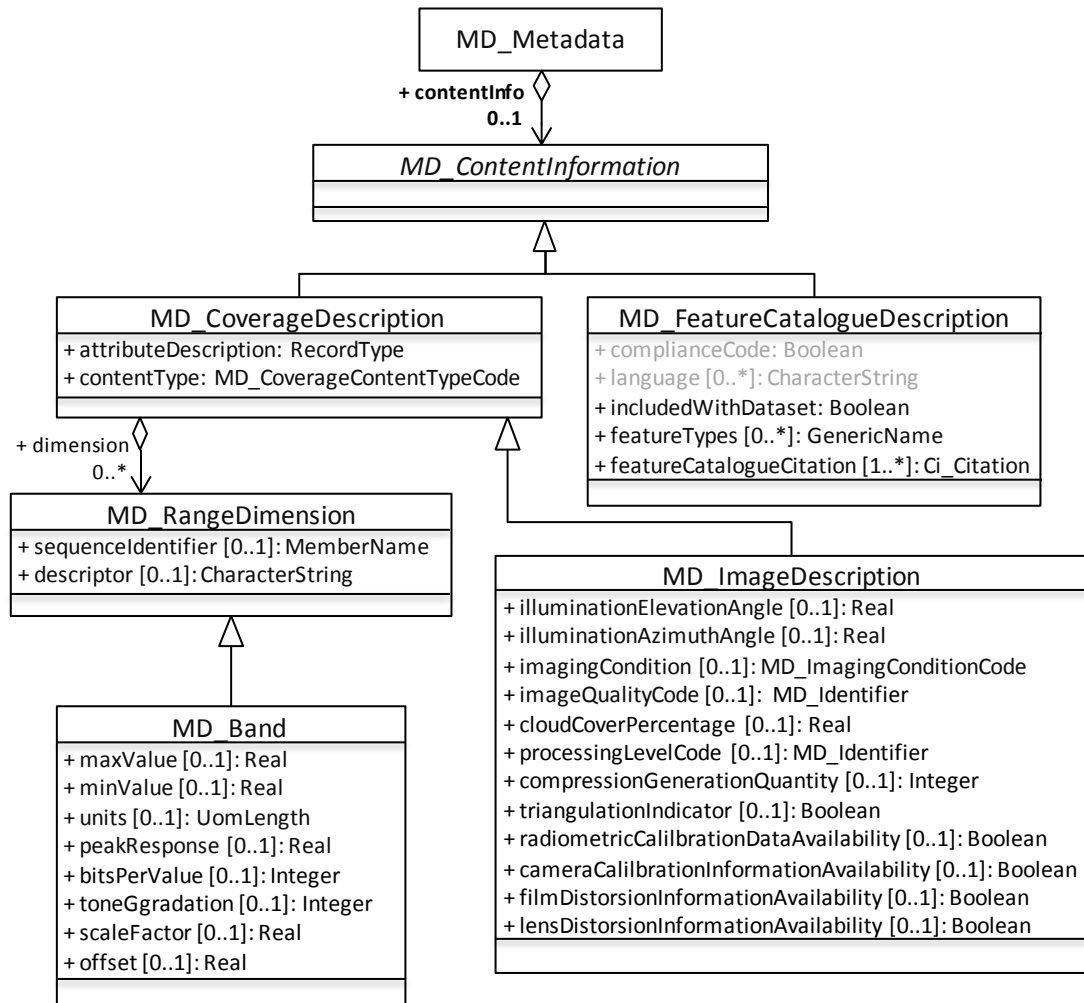 MD_Metadata
+ contentInfo
0..1
MD_ContentInformation
MD_CoverageDescription
+ attributeDescription: RecordType
+ contentType: MD_CoverageContentTypeCode
MD_FeatureCatalogueDescription
+ complianceCode: Boolean
+ language [0..*]: CharacterString
+ includedWithDataset: Boolean
+ featureTypes [0..*]: GenericName
+ featureCatalogueCitation [1..*]: Ci_Citation
+ dimension
0..*
MD_RangeDimension
+ sequenceIdentifier [0..1]: MemberName
+ descriptor [0..1]: CharacterString
MD_ImageDescription
+ illuminationElevationAngle [0..1]: Real
+ illuminationAzimuthAngle [0..1]: Real
+ imagingCondition [0..1]: MD_ImagingConditionCode
+ imageQualityCode [0..1]: MD_Identifier
+ cloudCoverPercentage [0..1]: Real
+ processingLevelCode [0..1]: MD_Identifier
+ compressionGenerationQuantity [0..1]: Integer
+ triangulationIndicator [0..1]: Boolean
+ radiometricCalilbrationDataAvailability [0..1]: Boolean
+ cameraCalilbrationInformationAvailability [0..1]: Boolean
+ filmDistorsionInformationAvailability [0..1]: Boolean
+ lensDistorsionInformationAvailability [0..1]: Boolean
MD_Band
+ maxValue [0..1]: Real
+ minValue [0..1]: Real
+ units [0..1]: UomLength
+ peakResponse [0..1]: Real
+ bitsPerValue [0..1]: Integer
+ toneGgradation [0..1]: Integer
+ scaleFactor [0..1]: Real
+ offset [0..1]: Real